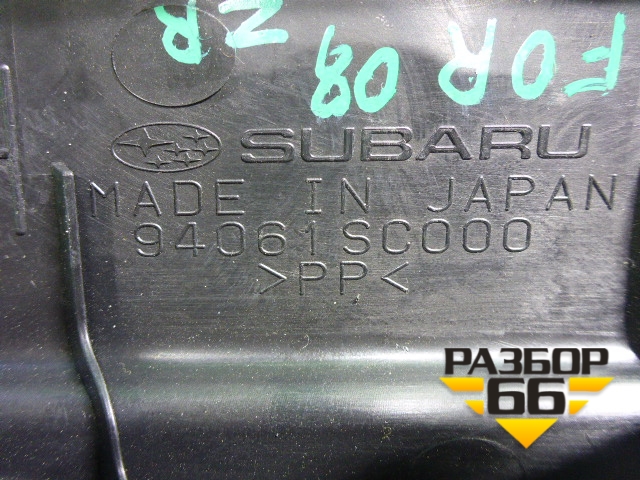 FOR 08
ZR
SUBARU
MADE IN JAPAN
94061SC000
>PP<
РАЗБОР
66